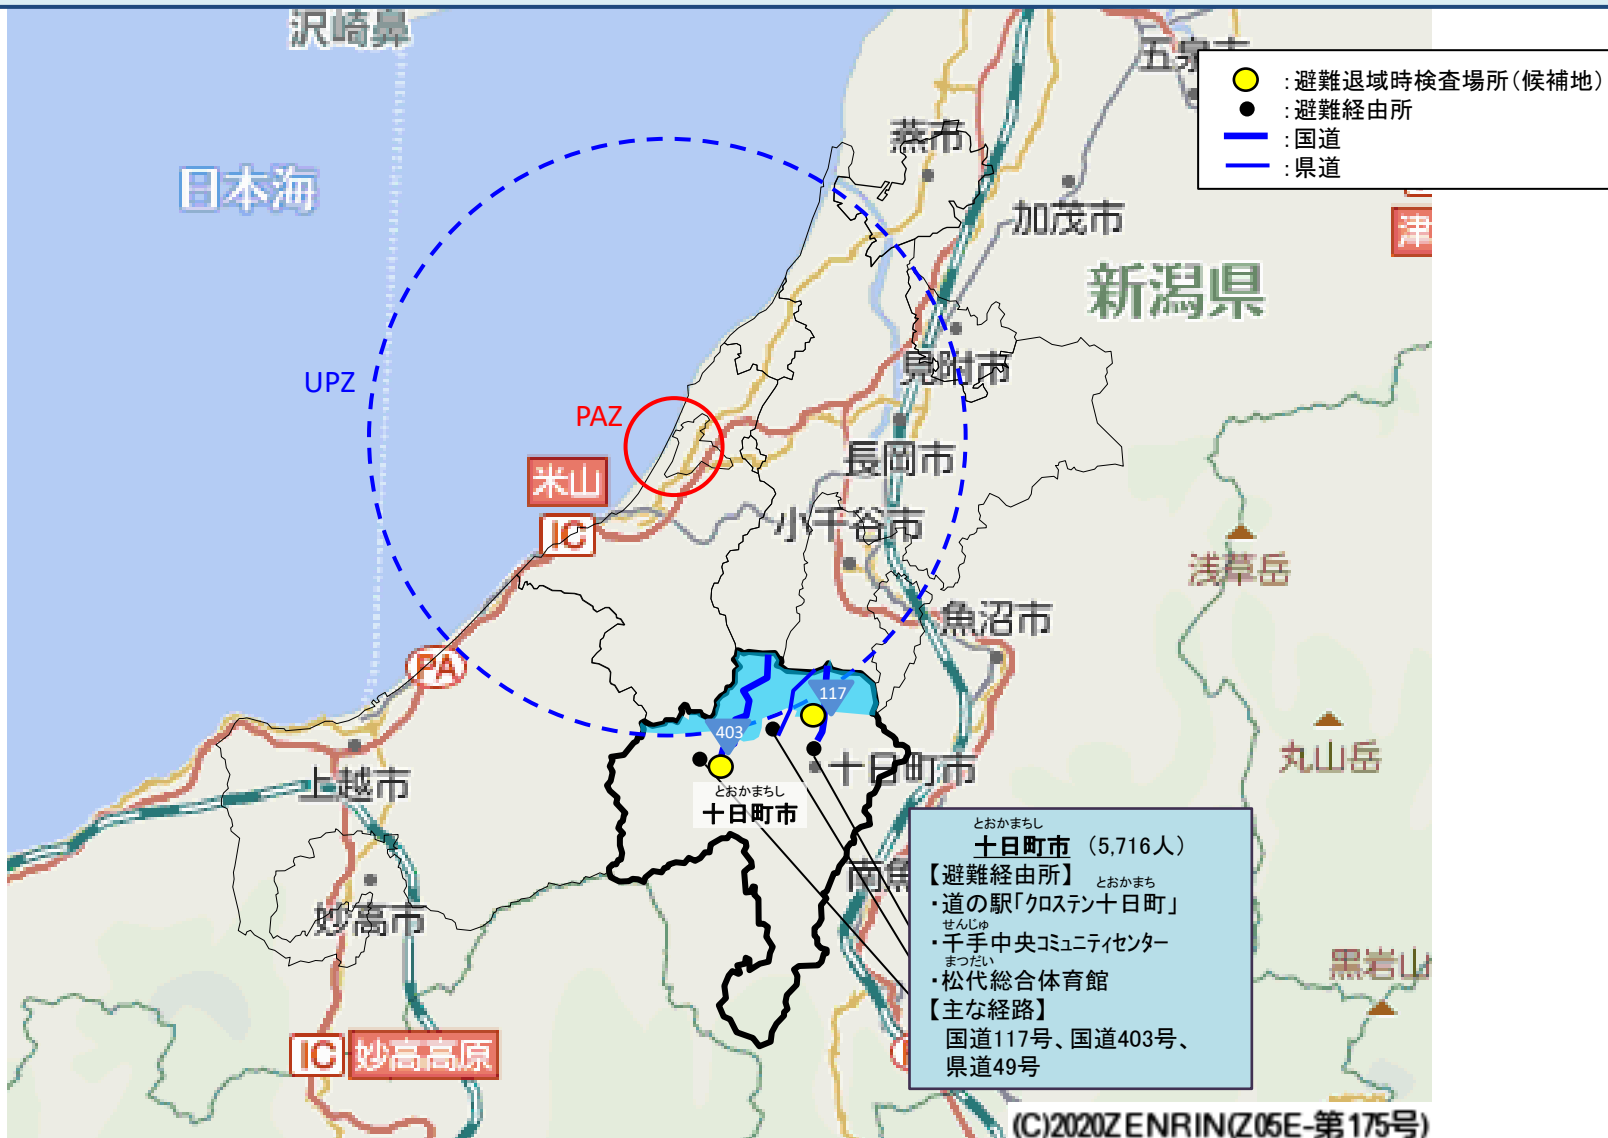 沢崎鼻
五泉市
:避難退域時検査場所(候補地)
:避難経由所
:国道
:県道
燕市
日本海
加茂市
津
新潟県
見附市
UPZ
PAZ
長岡市
米山
小千谷市
IC
浅草岳
魚沼市
PA
117
403
丸山岳
十日町市
上越市
とおかまちし
十日町市
とおかまちし
十日町市 (5,716人)
【避難経由所】
とおかまち
・道の駅「クロステン十日町」
せんじゅ
・千手中央コミュニティセンター
まつだい
・松代総合体育館
【主な経路】
国道117号、国道403号、
県道49号
南魚
妙高市
黒岩山
IC
妙高高原
(C)2020ZENRIN(Z05E-第175号)